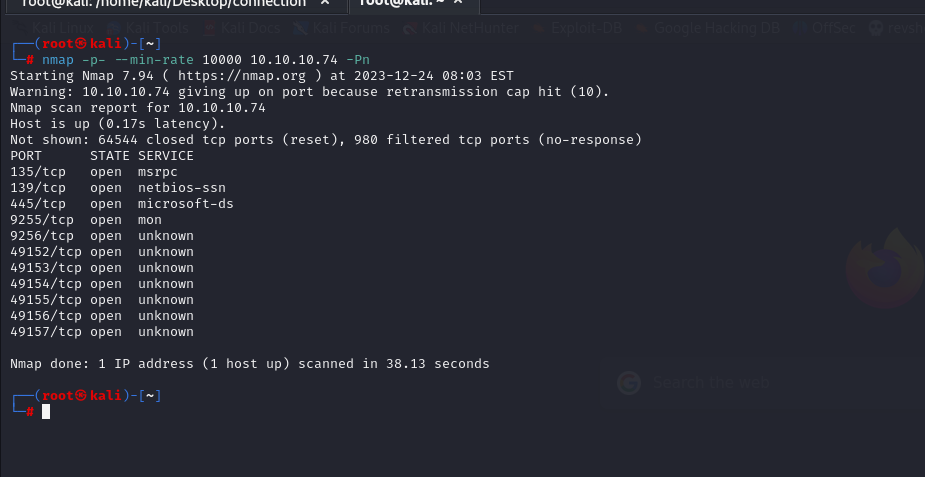 root@kali: /home/kali/Desktop/connection × root@kali: ~ ×
Kali Linux Kali Tools Kali Docs Kali Forums Kali NetHunter Exploit-DB Google Hacking DB OffSec
┌──(root㉿kali)-[~]
└─# nmap -p- --min-rate 10000 10.10.10.74 -Pn
Starting Nmap 7.94 ( https://nmap.org ) at 2023-12-24 08:03 EST
Warning: 10.10.10.74 giving up on port because retransmission cap hit (10).
Nmap scan report for 10.10.10.74
Host is up (0.17s latency).
Not shown: 64544 closed tcp ports (reset), 980 filtered tcp ports (no-response)
PORT      STATE SERVICE
135/tcp   open  msrpc
139/tcp   open  netbios-ssn
445/tcp   open  microsoft-ds
9255/tcp  open  mon
9256/tcp  open  unknown
49152/tcp open  unknown
49153/tcp open  unknown
49154/tcp open  unknown
49155/tcp open  unknown
49156/tcp open  unknown
49157/tcp open  unknown
Nmap done: 1 IP address (1 host up) scanned in 38.13 seconds
Search the web
┌──(root㉿kali)-[~]
└─#